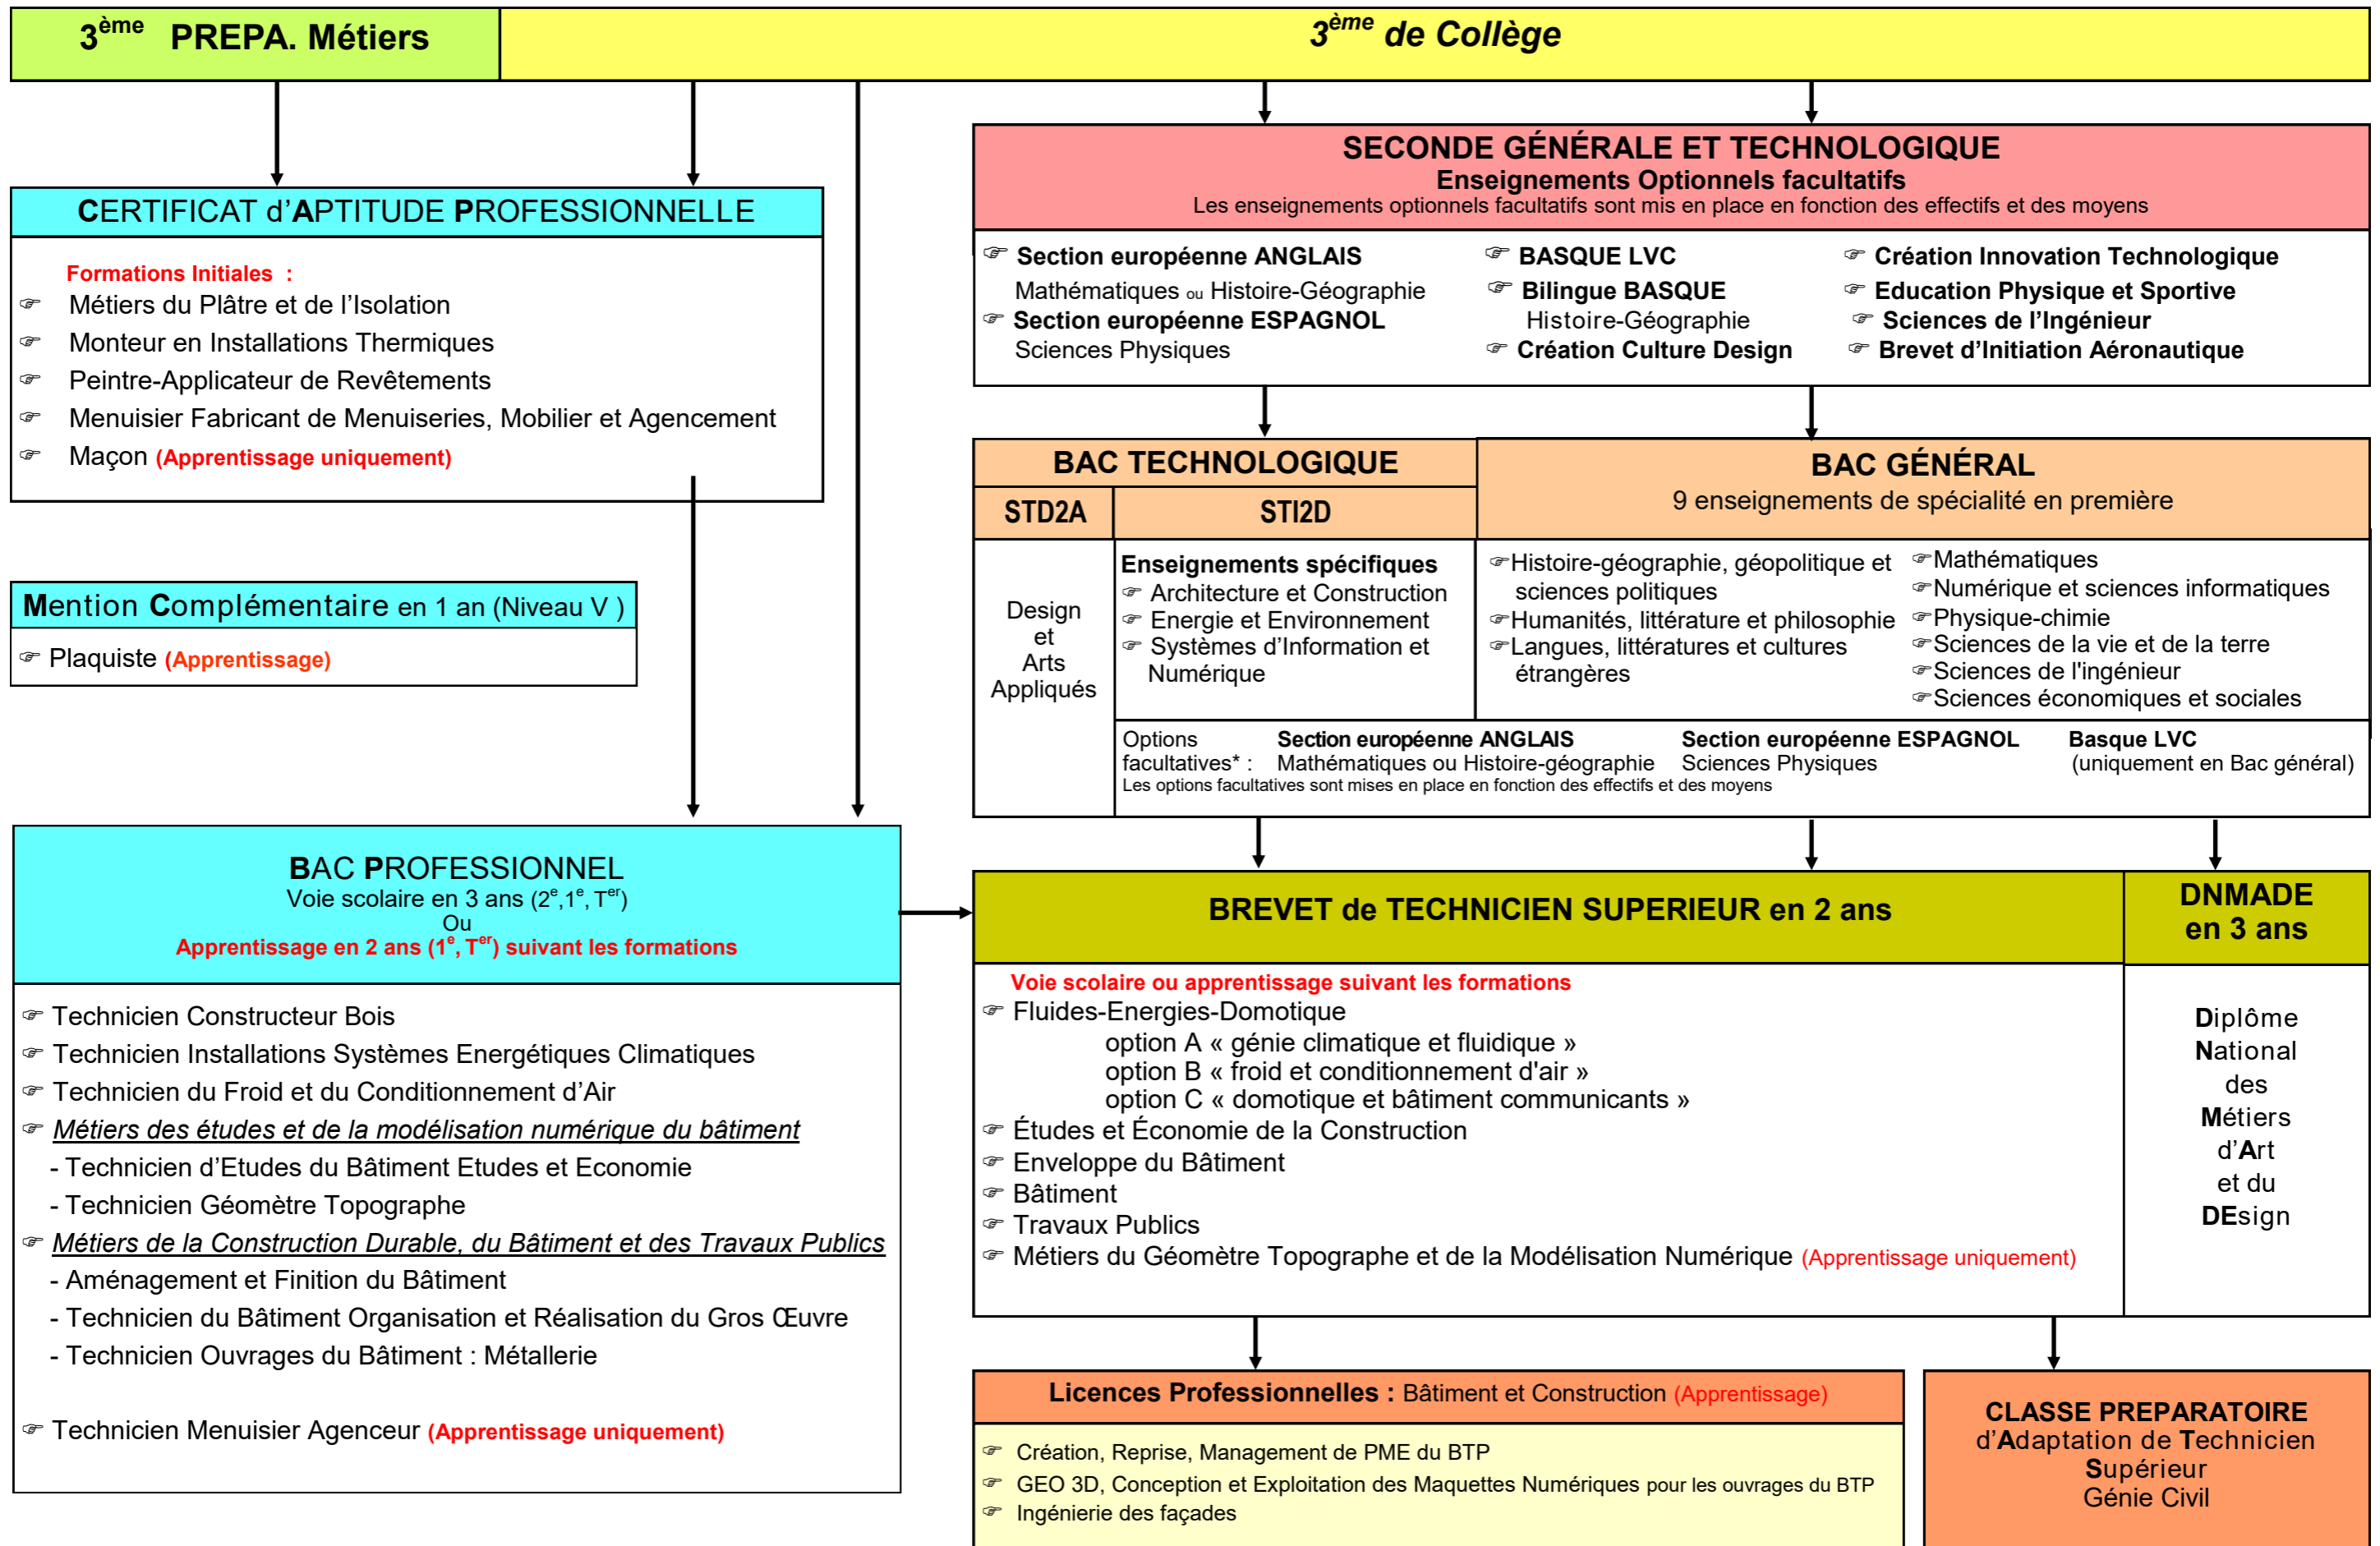 3ème PREPA. Métiers
3ème de Collège
CERTIFICAT d'APTITUDE PROFESSIONNELLE
Formations Initiales :
☞ Métiers du Plâtre et de l'Isolation
☞ Monteur en Installations Thermiques
☞ Peintre-Applicateur de Revêtements
☞ Menuisier Fabricant de Menuiseries, Mobilier et Agencement
☞ Maçon (Apprentissage uniquement)
Mention Complémentaire en 1 an (Niveau V )
☞ Plaquiste (Apprentissage)
BAC PROFESSIONNEL
Voie scolaire en 3 ans (2e,1e, Ter)
Ou
Apprentissage en 2 ans (1e, Ter) suivant les formations
☞ Technicien Constructeur Bois
☞ Technicien Installations Systèmes Energétiques Climatiques
☞ Technicien du Froid et du Conditionnement d'Air
☞ Métiers des études et de la modélisation numérique du bâtiment
- Technicien d'Etudes du Bâtiment Etudes et Economie
- Technicien Géomètre Topographe
☞ Métiers de la Construction Durable, du Bâtiment et des Travaux Publics
- Aménagement et Finition du Bâtiment
- Technicien du Bâtiment Organisation et Réalisation du Gros Œuvre
- Technicien Ouvrages du Bâtiment : Métallerie
☞ Technicien Menuisier Agenceur (Apprentissage uniquement)
SECONDE GÉNÉRALE ET TECHNOLOGIQUE
Enseignements Optionnels facultatifs
Les enseignements optionnels facultatifs sont mis en place en fonction des effectifs et des moyens
☞ Section européenne ANGLAIS
Mathématiques ou Histoire-Géographie
☞ Section européenne ESPAGNOL
Sciences Physiques
☞ BASQUE LVC
☞ Bilingue BASQUE
Histoire-Géographie
☞ Création Culture Design
☞ Création Innovation Technologique
☞ Education Physique et Sportive
☞ Sciences de l'Ingénieur
☞ Brevet d'Initiation Aéronautique
BAC TECHNOLOGIQUE
STD2A
STI2D
Design
et
Arts
Appliqués
Enseignements spécifiques
☞ Architecture et Construction
☞ Energie et Environnement
☞ Systèmes d'Information et
Numérique
BAC GÉNÉRAL
9 enseignements de spécialité en première
☞Histoire-géographie, géopolitique et
sciences politiques
☞Humanités, littérature et philosophie
☞Langues, littératures et cultures
étrangères
☞Mathématiques
☞Numérique et sciences informatiques
☞Physique-chimie
☞Sciences de la vie et de la terre
☞Sciences de l'ingénieur
☞Sciences économiques et sociales
Options Section européenne ANGLAIS Section européenne ESPAGNOL Basque LVC
facultatives* : Mathématiques ou Histoire-géographie Sciences Physiques (uniquement en Bac général)
Les options facultatives sont mises en place en fonction des effectifs et des moyens
BREVET de TECHNICIEN SUPERIEUR en 2 ans
Voie scolaire ou apprentissage suivant les formations
☞ Fluides-Energies-Domotique
option A « génie climatique et fluidique »
option B « froid et conditionnement d'air »
option C « domotique et bâtiment communicants »
☞ Études et Économie de la Construction
☞ Enveloppe du Bâtiment
☞ Bâtiment
☞ Travaux Publics
☞ Métiers du Géomètre Topographe et de la Modélisation Numérique (Apprentissage uniquement)
DNMADE
en 3 ans
Diplôme
National
des
Métiers
d'Art
et du
DEsign
Licences Professionnelles : Bâtiment et Construction (Apprentissage)
☞ Création, Reprise, Management de PME du BTP
☞ GEO 3D, Conception et Exploitation des Maquettes Numériques pour les ouvrages du BTP
☞ Ingénierie des façades
CLASSE PREPARATOIRE
d'Adaptation de Technicien
Supérieur
Génie Civil